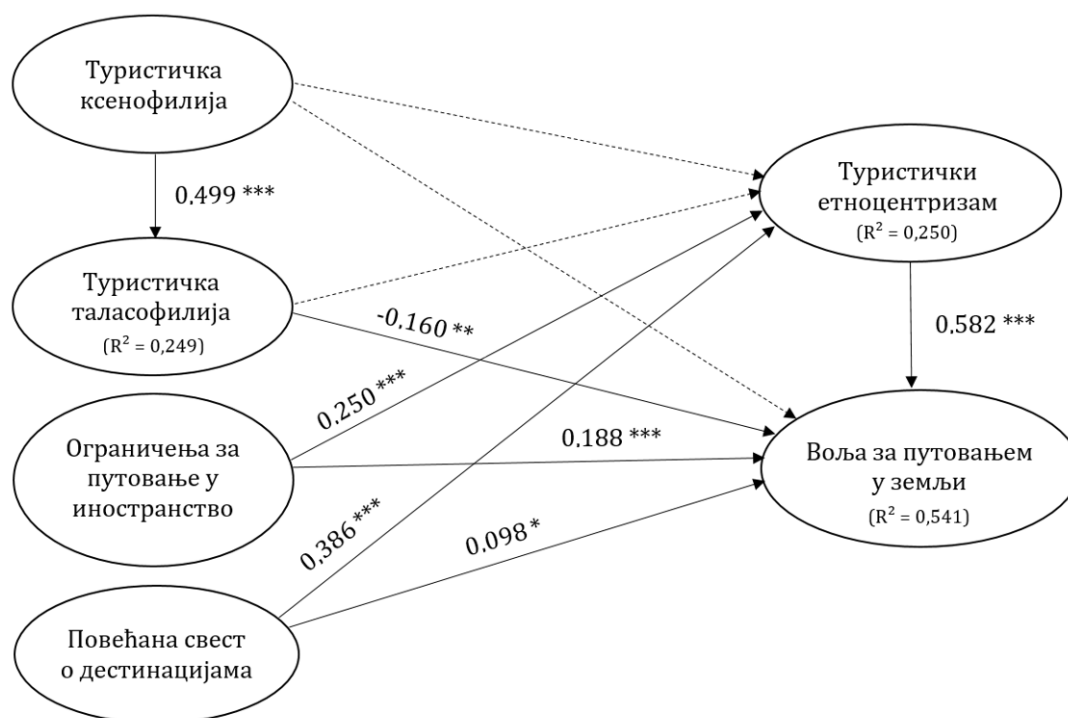 Туристичка
ксенофилија
0.499 ***
Туристички
етноцентризам
(R² = 0,250)
Туристичка
таласофилија
(R² = 0,249)
-0.160 **
0.582 ***
0.250 ***
Ограничења за
путовање у
иностранство
0.188 ***
Воља за путовањем
у земљи
(R² = 0,541)
0.386 ***
0.098 *
Повећана свест
о дестинацијама